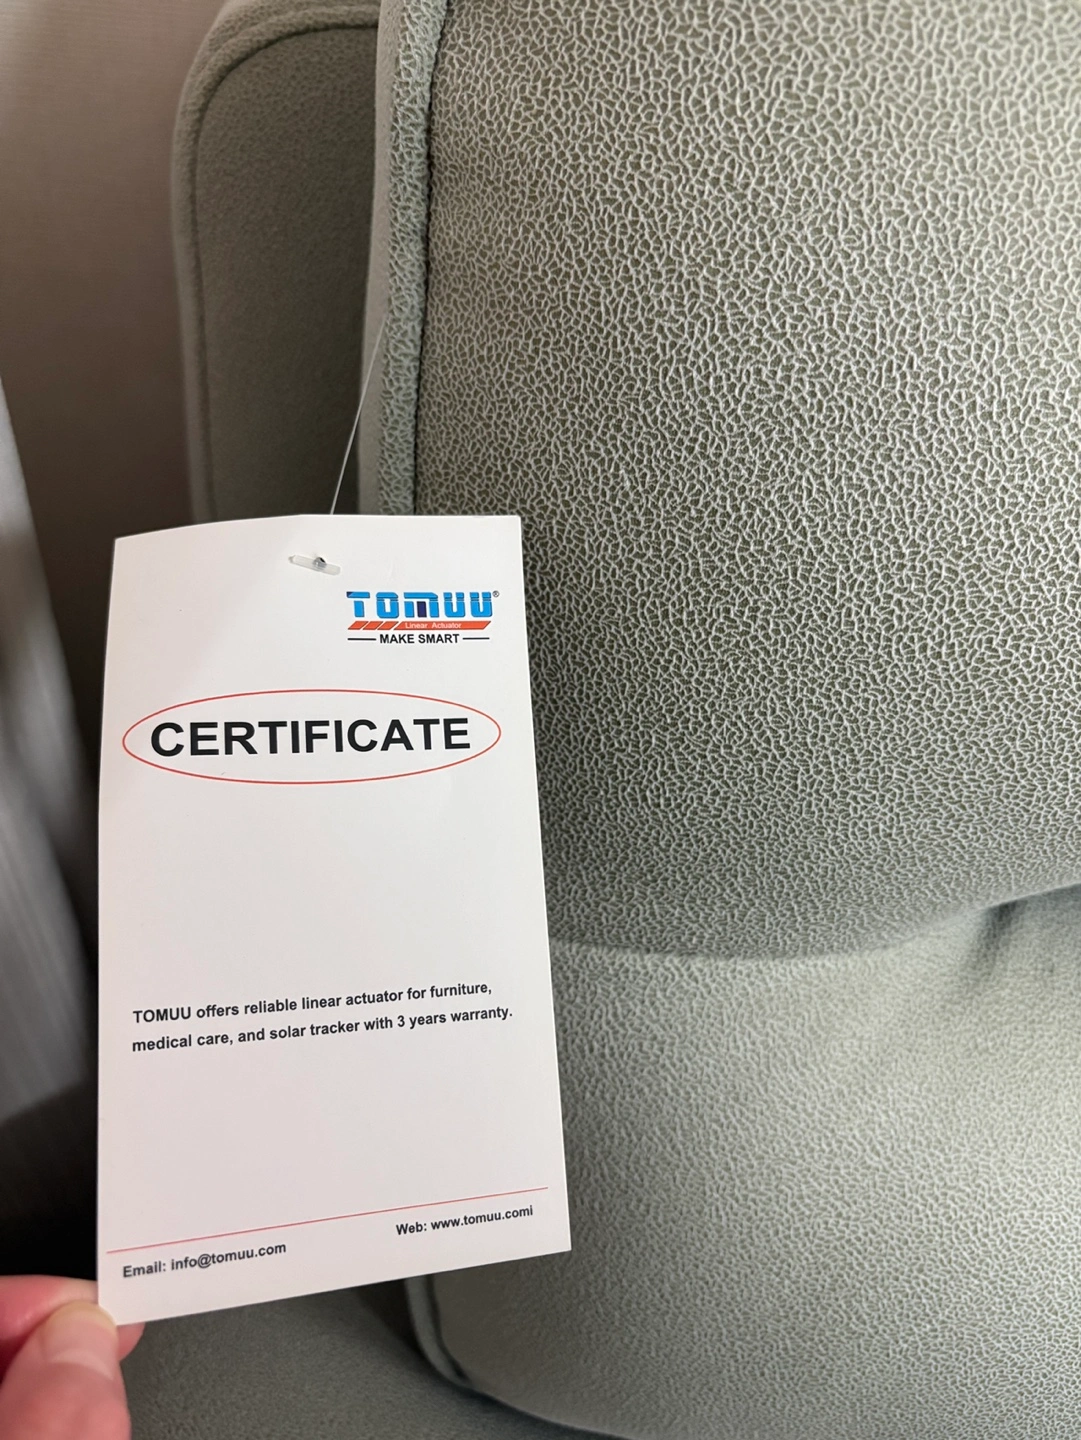 TOMUU®
Linear Actuator
MAKE SMART
CERTIFICATE
TOMUU offers reliable linear actuator for furniture,
medical care, and solar tracker with 3 years warranty.
Web: www.tomuu.comi
Email: info@tomuu.com